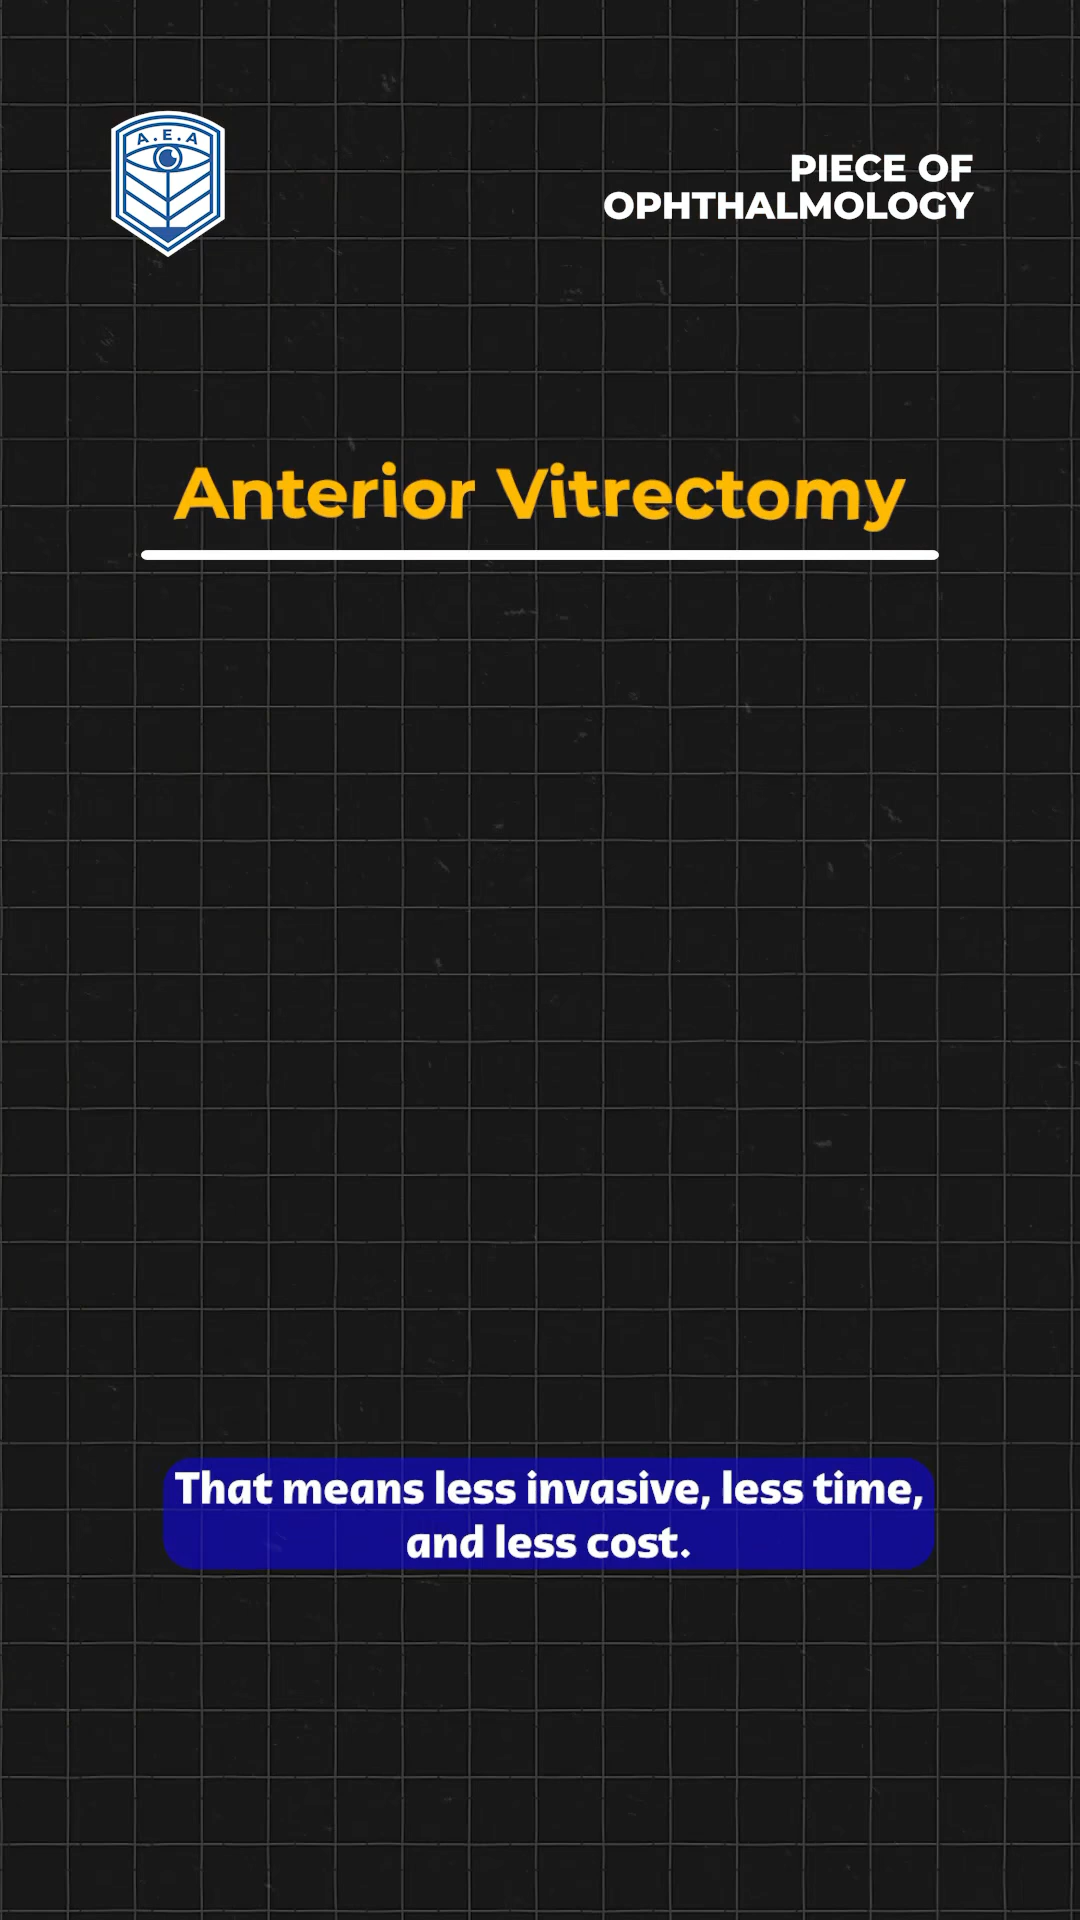 A.E.A
PIECE OF
OPHTHALMOLOGY
Anterior Vitrectomy
That means less invasive, less time,
and less cost.